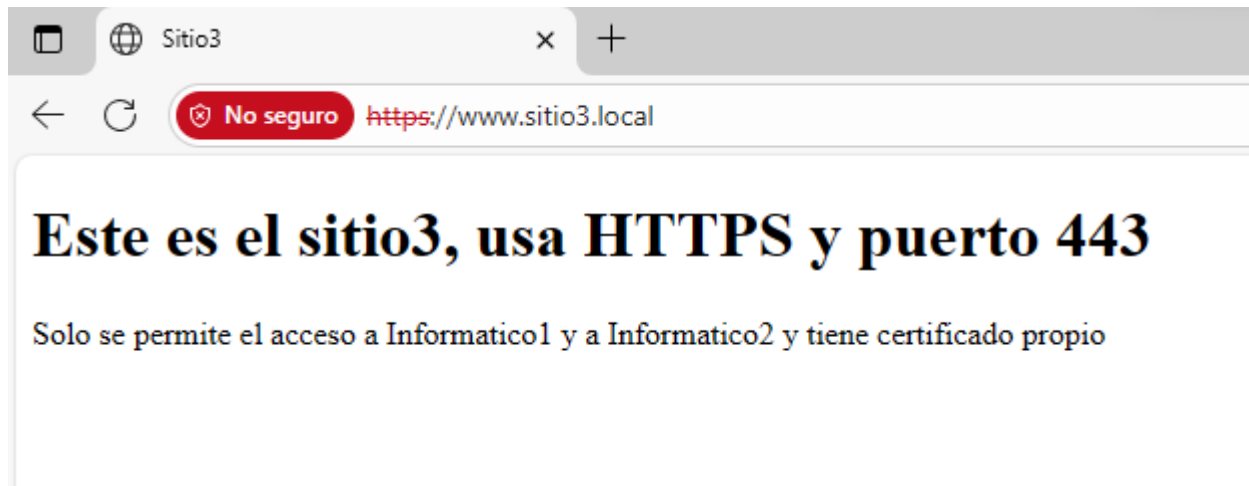 Sitio3
No seguro https://www.sitio3.local
Este es el sitio3, usa HTTPS y puerto 443
Solo se permite el acceso a Informatico1 y a Informatico2 y tiene certificado propio